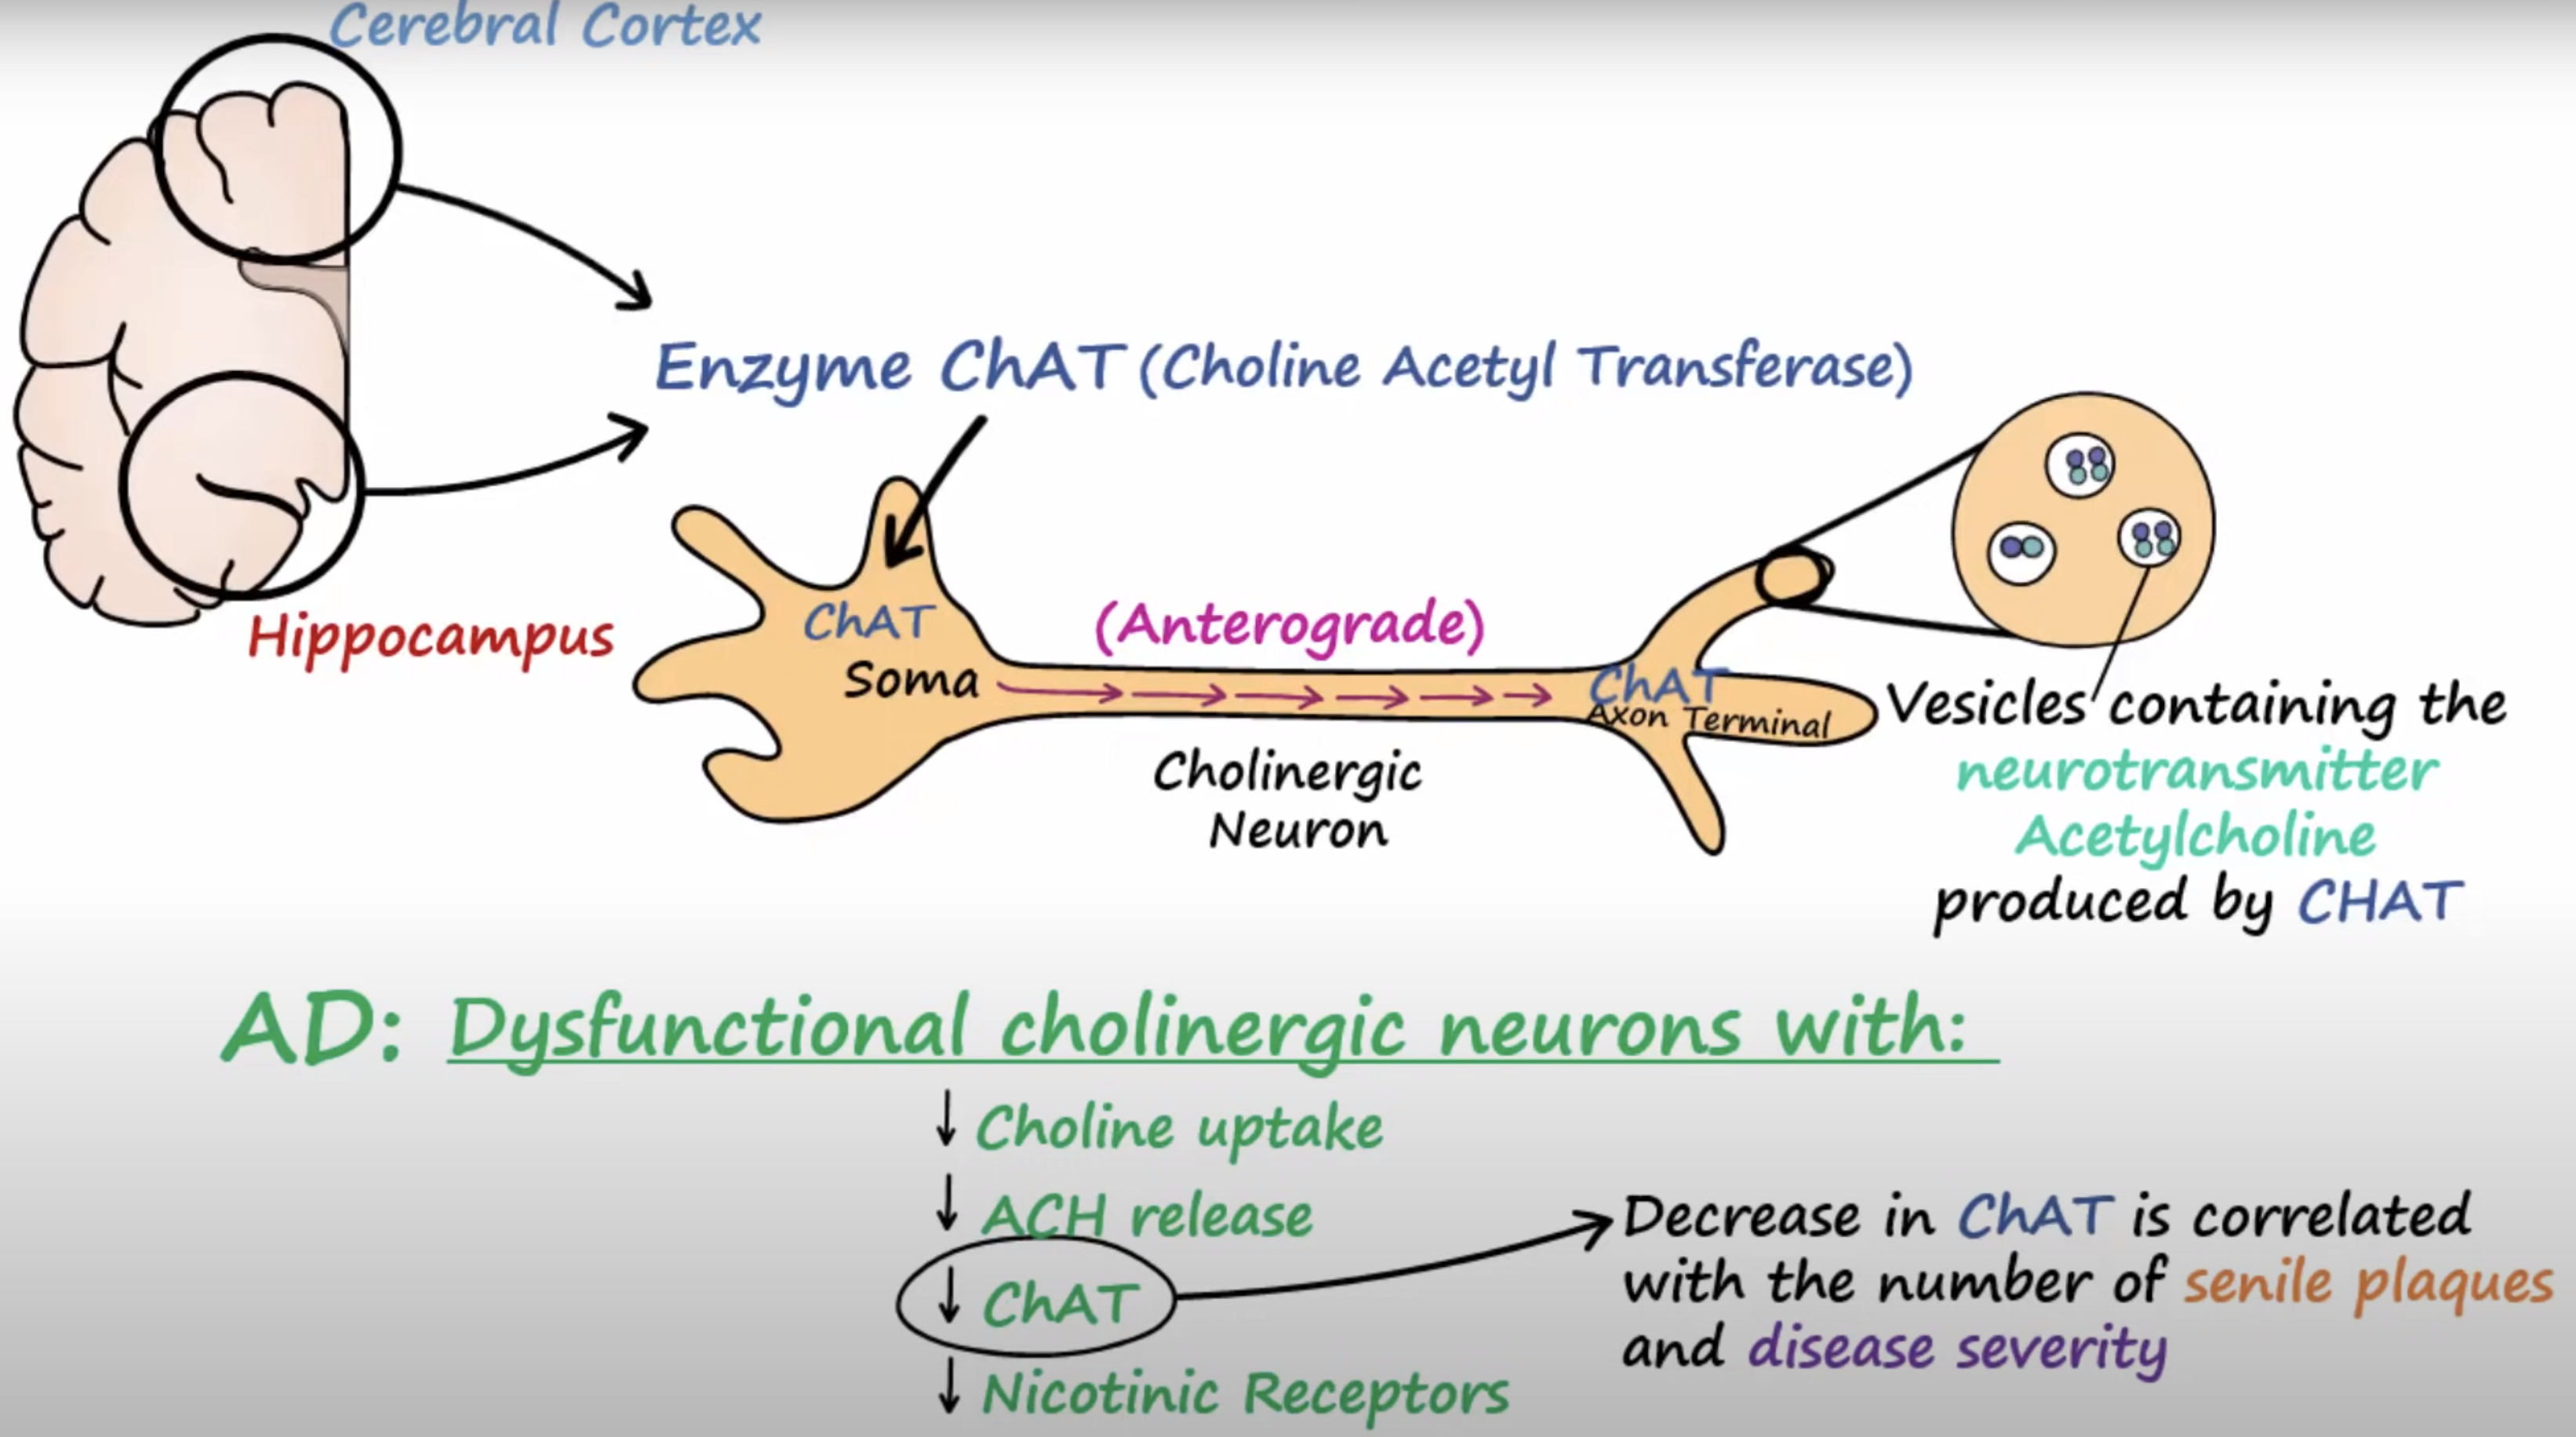 Cerebral Cortex
Enzyme ChAT (Choline Acetyl Transferase)
Hippocampus
ChAT
Soma
(Anterograde)
ChAT
Axon Terminal
Cholinergic
Neuron
Vesicles containing the
neurotransmitter
Acetylcholine
produced by CHAT
AD: Dysfunctional cholinergic neurons with:
↓ Choline uptake
↓ ACH release
↓ ChAT
↓ Nicotinic Receptors
Decrease in ChAT is correlated
with the number of senile plaques
and disease severity